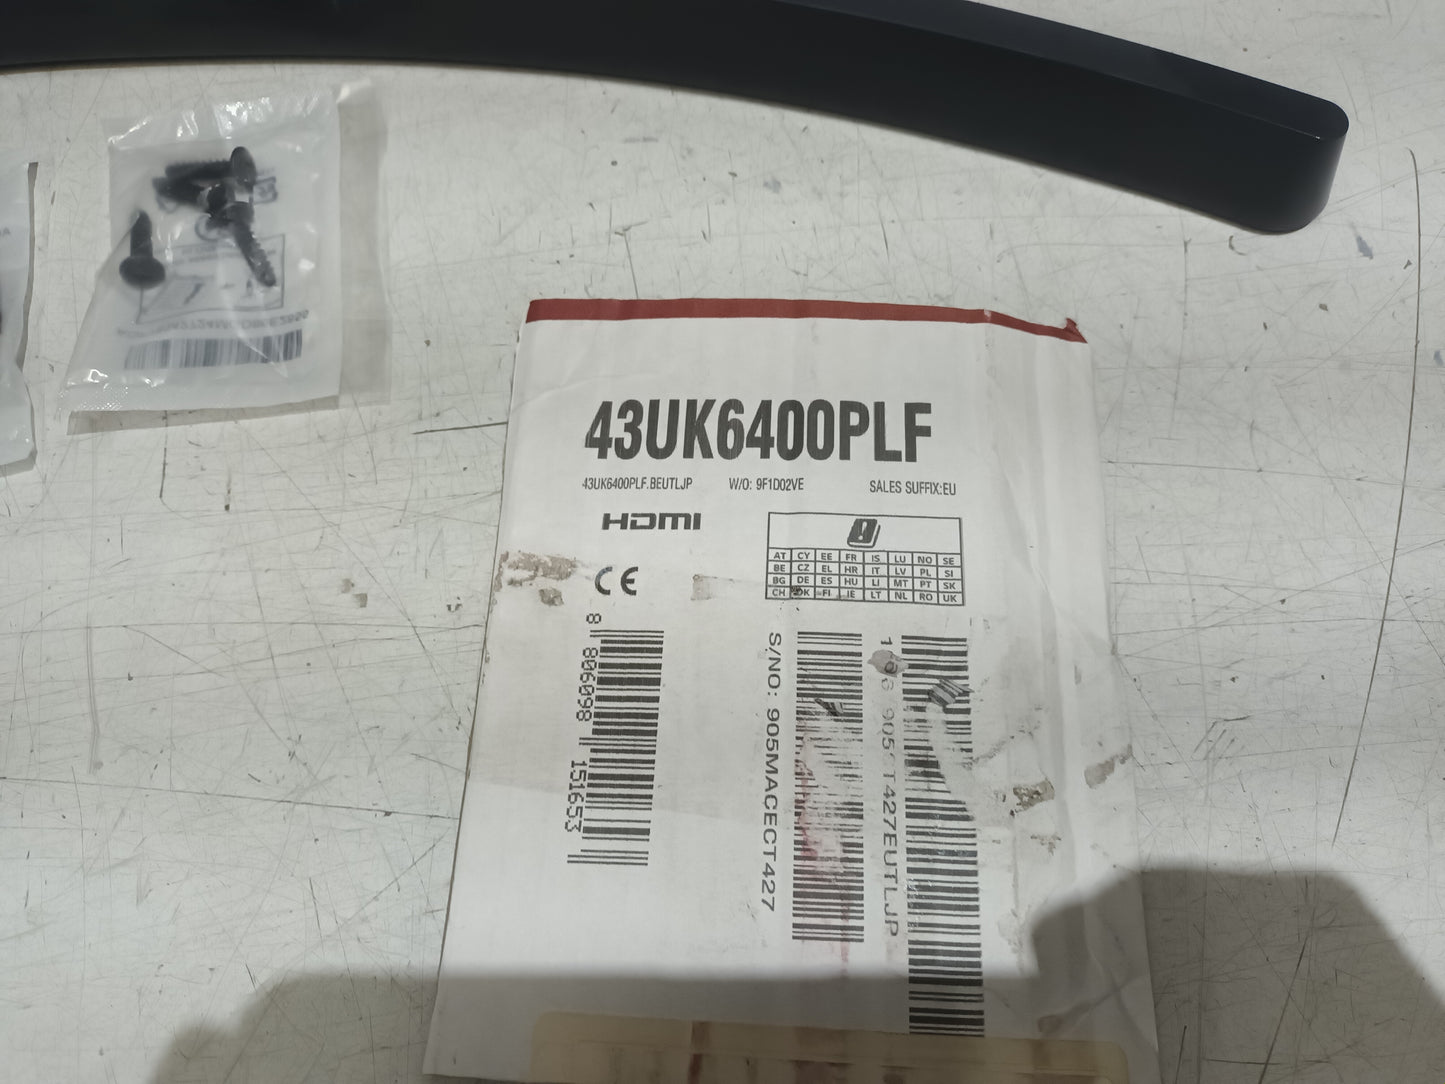 43UK6400PLF
43UK6400PLF.BEUTLJP W/O: 9F1D02VE SALES SUFFIX:EU
HDMI
AT CY EE FR IS LU NO SE
BE CZ EL HR IT LV PL SI
BG DE ES HU LI MT PT SK
CH DK FI IE LT NL RO UK
CE
8 806098 151653
S/NO: 905MACECT427